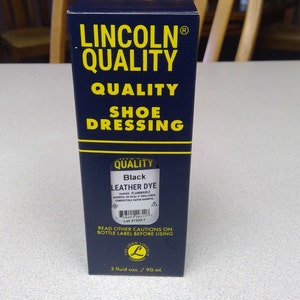 LINCOLN®
QUALITY
QUALITY
SHOE
DRESSING
QUALITY
Black
LEATHER DYE
READ OTHER CAUTIONS ON
BOTTLE LABEL BEFORE USING
3 fluid ozs. / 90 ml